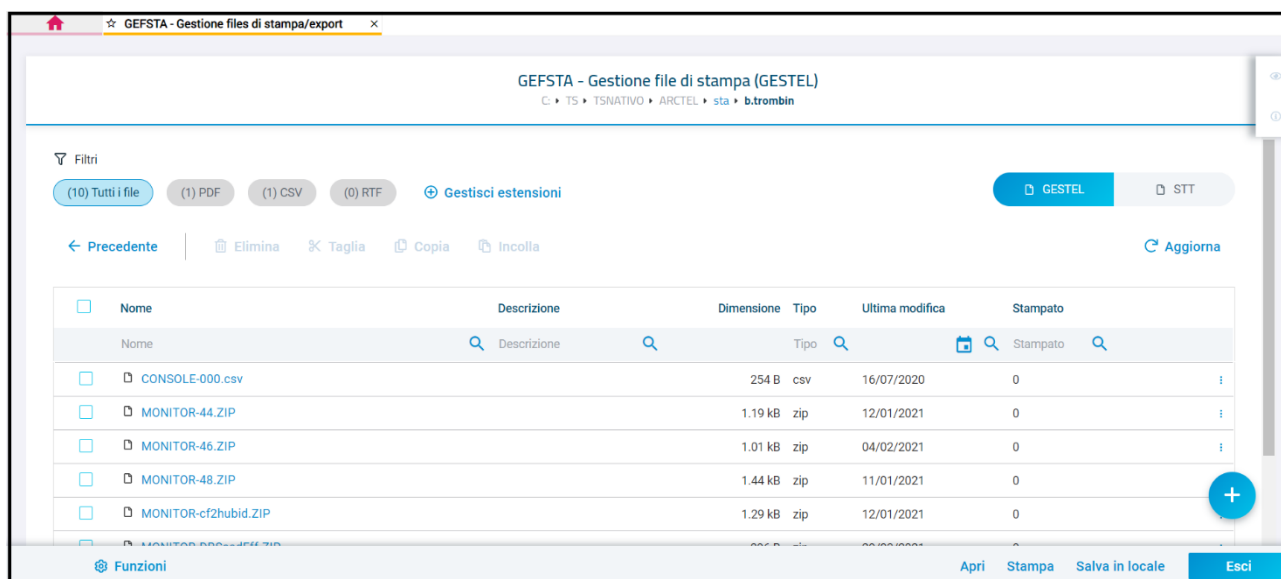 GEFSTA - Gestione files di stampa/export
GEFSTA - Gestione file di stampa (GESTEL)
C: TS TSNATIVO ARCTEL sta b.trombin
Filtri
(10) Tutti i file (1) PDF (1) CSV (0) RTF Gestisci estensioni GESTEL STT
Precedente Elimina Taglia Copia Incolla Aggiorna
Nome Descrizione Dimensione Tipo Ultima modifica Stampato
Nome Descrizione Tipo Stampato
CONSOLE-000.csv 254 B csv 16/07/2020 0
MONITOR-44.ZIP 1.19 kB zip 12/01/2021 0
MONITOR-46.ZIP 1.01 kB zip 04/02/2021 0
MONITOR-48.ZIP 1.44 kB zip 11/01/2021 0
MONITOR-cf2hubid.ZIP 1.29 kB zip 12/01/2021 0
Funzioni Apri Stampa Salva in locale Esci